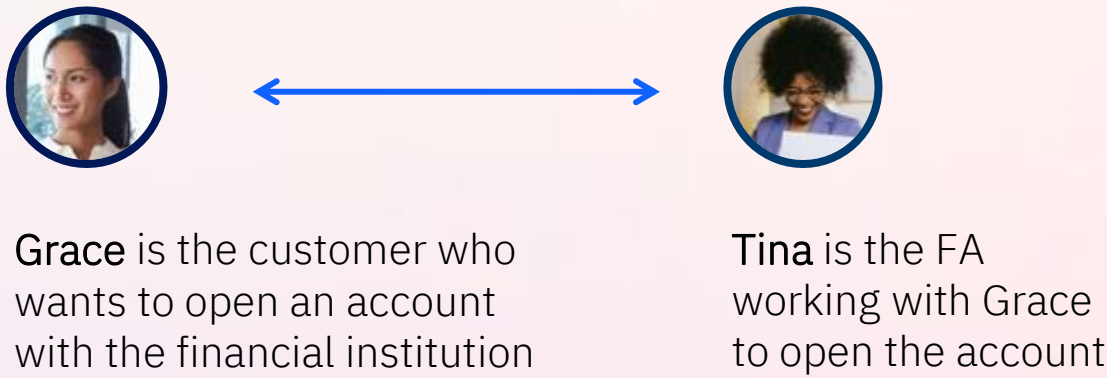 Grace is the customer who
wants to open an account
with the financial institution
Tina is the FA
working with Grace
to open the account